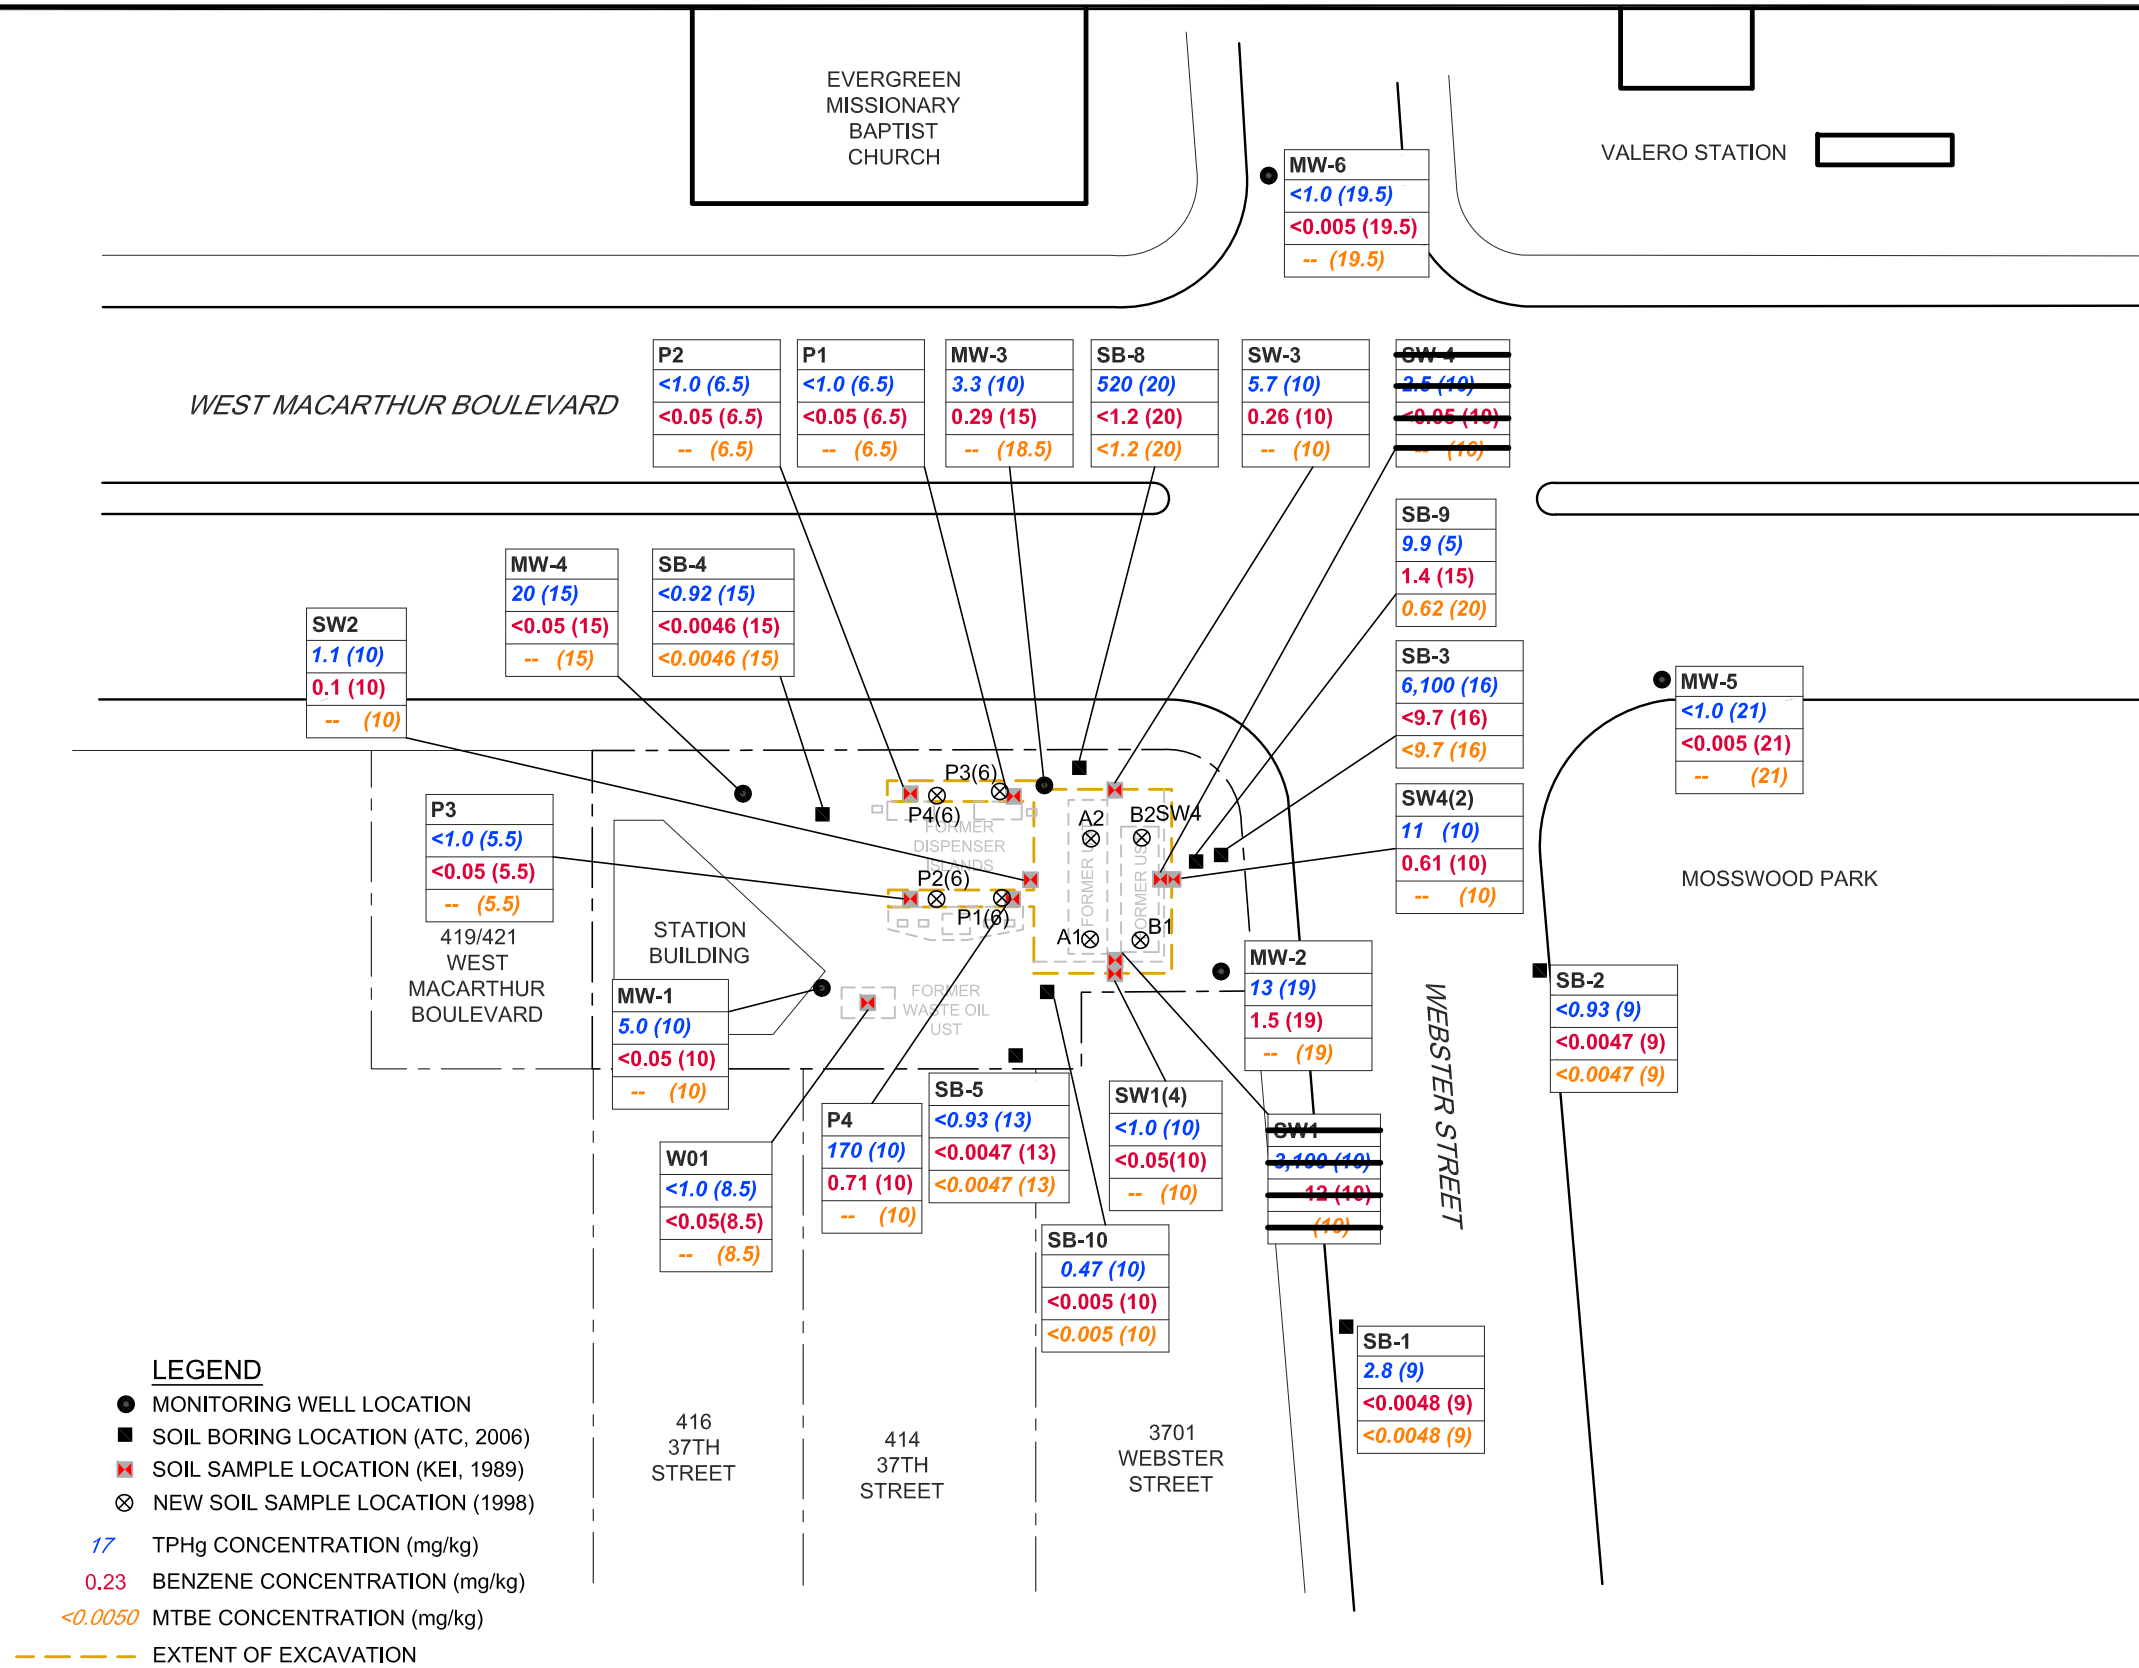 EVERGREEN
MISSIONARY
BAPTIST
CHURCH
VALERO STATION
MW-6
<1.0 (19.5)
<0.005 (19.5)
-- (19.5)
WEST MACARTHUR BOULEVARD
P2
<1.0 (6.5)
<0.05 (6.5)
-- (6.5)
P1
<1.0 (6.5)
<0.05 (6.5)
-- (6.5)
MW-3
3.3 (10)
0.29 (15)
-- (18.5)
SB-8
520 (20)
<1.2 (20)
<1.2 (20)
SW-3
5.7 (10)
0.26 (10)
-- (10)
SW-4
2.5 (10)
<0.05 (10)
-- (10)
SB-9
9.9 (5)
1.4 (15)
0.62 (20)
MW-4
20 (15)
<0.05 (15)
-- (15)
SB-4
<0.92 (15)
<0.0046 (15)
<0.0046 (15)
SW2
1.1 (10)
0.1 (10)
-- (10)
SB-3
6,100 (16)
<9.7 (16)
<9.7 (16)
MW-5
<1.0 (21)
<0.005 (21)
-- (21)
SW4(2)
11 (10)
0.61 (10)
-- (10)
P3
<1.0 (5.5)
<0.05 (5.5)
-- (5.5)
P3(6)
P4(6)
FORMER
DISPENSER
ISLANDS
P2(6)
P1(6)
A2
B2
SW4
A1
B1
FORMER UST
FORMER UST
MOSSWOOD PARK
419/421
WEST
MACARTHUR
BOULEVARD
STATION
BUILDING
MW-1
5.0 (10)
<0.05 (10)
-- (10)
FORMER
WASTE OIL
UST
MW-2
13 (19)
1.5 (19)
-- (19)
WEBSTER STREET
SB-2
<0.93 (9)
<0.0047 (9)
<0.0047 (9)
W01
<1.0 (8.5)
<0.05(8.5)
-- (8.5)
P4
170 (10)
0.71 (10)
-- (10)
SB-5
<0.93 (13)
<0.0047 (13)
<0.0047 (13)
SW1(4)
<1.0 (10)
<0.05(10)
-- (10)
SW1
3,100 (10)
12 (10)
(10)
SB-10
0.47 (10)
<0.005 (10)
<0.005 (10)
SB-1
2.8 (9)
<0.0048 (9)
<0.0048 (9)
416
37TH
STREET
414
37TH
STREET
3701
WEBSTER
STREET
LEGEND
MONITORING WELL LOCATION
SOIL BORING LOCATION (ATC, 2006)
SOIL SAMPLE LOCATION (KEI, 1989)
NEW SOIL SAMPLE LOCATION (1998)
17 TPHg CONCENTRATION (mg/kg)
0.23 BENZENE CONCENTRATION (mg/kg)
<0.0050 MTBE CONCENTRATION (mg/kg)
EXTENT OF EXCAVATION